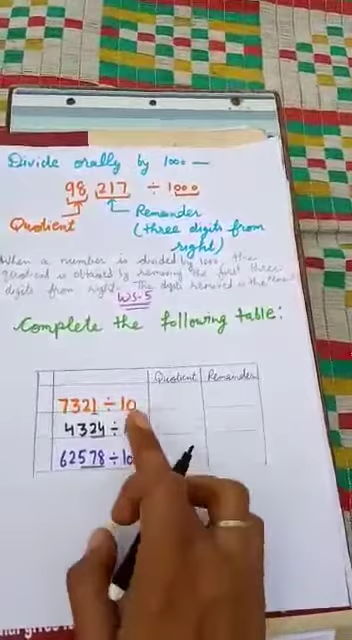 Divide orally by 1000 —
98 217 ÷ 1000
Quotient
Remainder
(three digits from
right)
When a number is divided by 1000, the
quotient is obtained by removing the first three
digits from right. The digits removed is the
WS-5
Complete the following table:
Quotient Remainder
7321 ÷ 10
4324 ÷
62578 ÷ 10